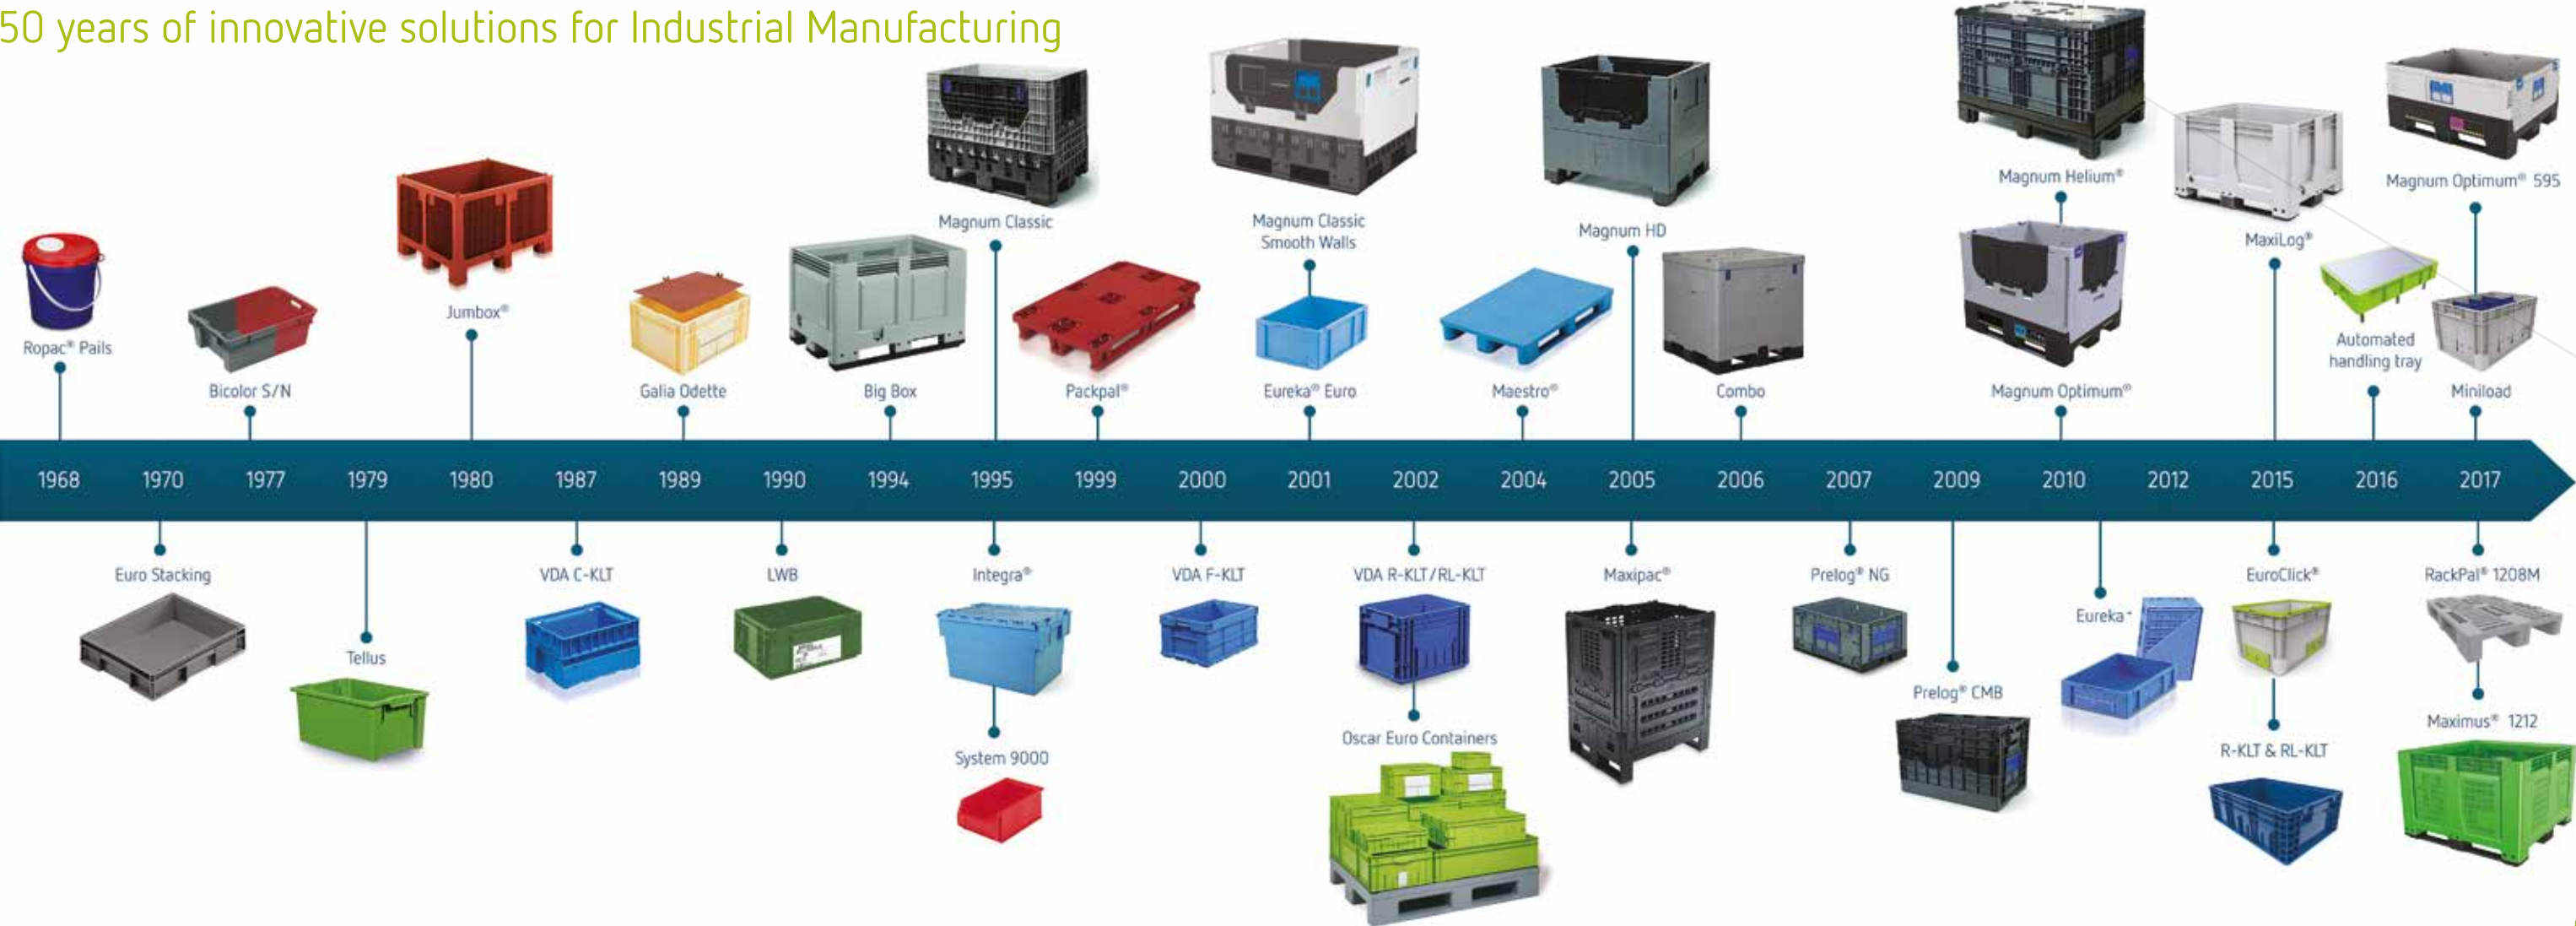 50 years of innovative solutions for Industrial Manufacturing
Magnum Helium®
Magnum Optimum® 595
Magnum Classic
Magnum Classic
Smooth Walls
Magnum HD
MaxiLog®
Jumbox®
Ropac® Pails
Automated
handling tray
Bicolor S/N
Galia Odette
Big Box
Packpal®
Eureka® Euro
Maestro®
Combo
Magnum Optimum®
Miniload
1968 1970 1977 1979 1980 1987 1989 1990 1994 1995 1999 2000 2001 2002 2004 2005 2006 2007 2009 2010 2012 2015 2016 2017
Euro Stacking
VDA C-KLT
LWB
Integra®
VDA F-KLT
VDA R-KLT/RL-KLT
Maxipac®
Prelog® NG
EuroClick®
RackPal® 1208M
Eureka+
Tellus
Prelog® CMB
Maximus® 1212
Oscar Euro Containers
R-KLT & RL-KLT
System 9000